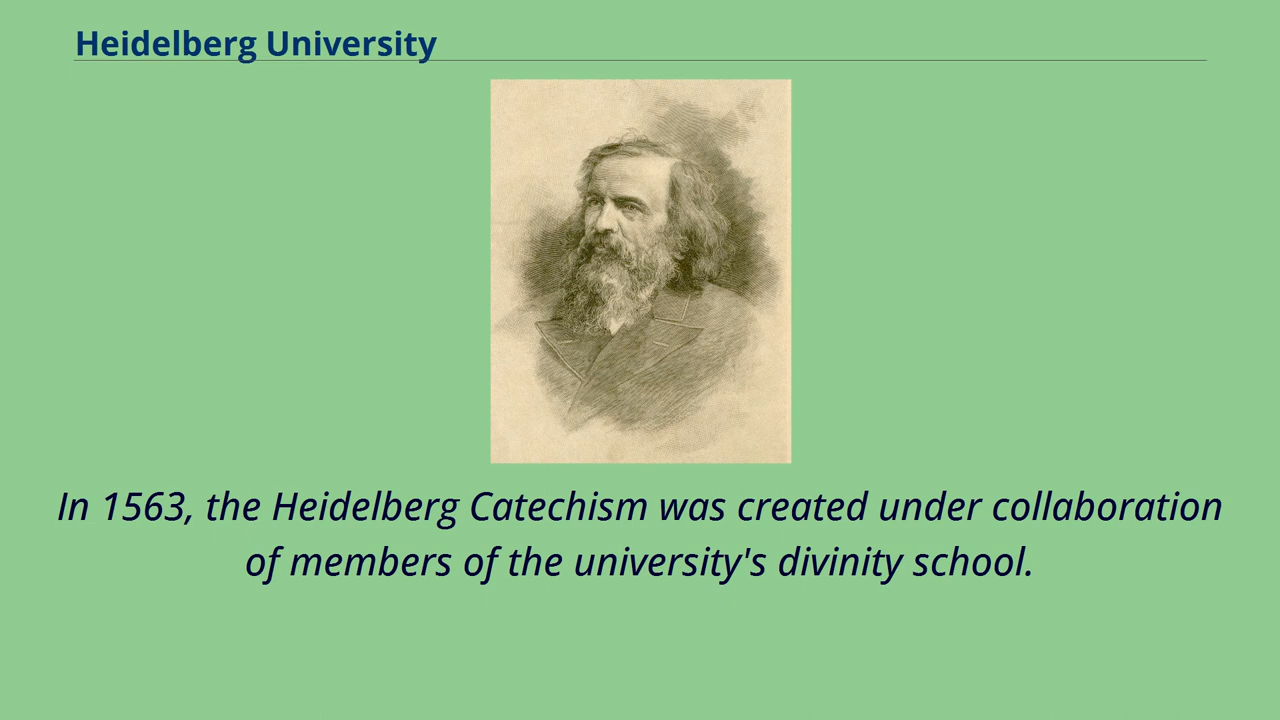 Heidelberg University
In 1563, the Heidelberg Catechism was created under collaboration
of members of the university's divinity school.